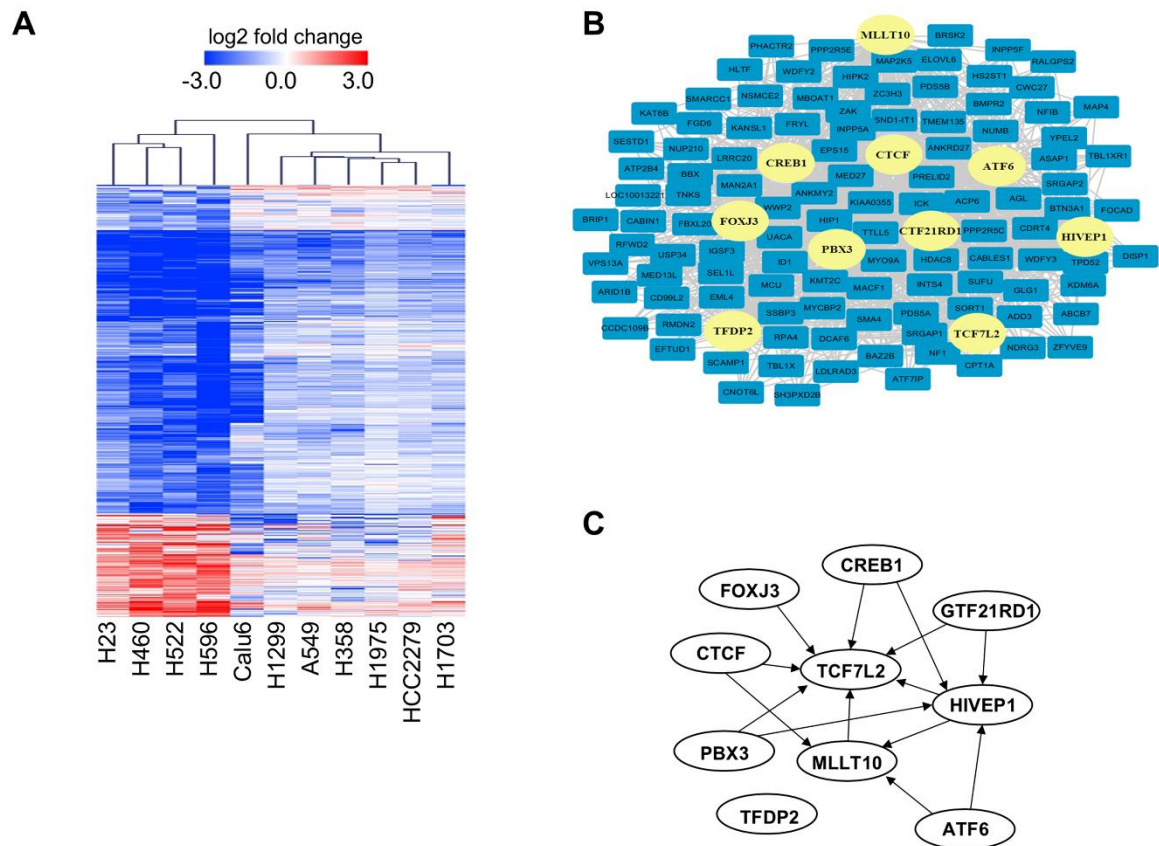 A
log2 fold change
-3.0 0.0 3.0
H23
H460
H522
H596
Calu6
H1299
A549
H358
H1975
HCC2279
H1703
B
MLLT10
BRSK2
PHACTR2
PPP2R5E
INPP5F
HLTF
WDFY2
HIPK2
MAP2K5
ELOVL6
RALGPS2
HS2ST1
SMARCC1
NSMCE2
MBOAT1
ZC3H3
PDS5B
CWC27
KAT6B
ZAK
BMPR2
MAP4
FGD6
KANSL1
FRYL
INPP5A
SND1-IT1
TMEM135
NFIB
NUMB
SESTD1
NUP210
EPS15
CTCF
ANKRD27
YPEL2
ATP2B4
LRRC20
CREB1
ATF6
ASAP1
TBL1XR1
BBX
MED27
PRELID2
SRGAP2
LOC10013221
TNKS
MAN2A1
ANKMY2
ICK
ACP6
AGL
BTN3A1
FOCAD
BRIP1
CABIN1
FBXL20
FOXJ3
WWP2
KIAA0355
HIP1
CTF21RD1
PPP2R5C
CDRT4
HIVEP1
RFWD2
UACA
PBX3
TTLL5
DISP1
VPS13A
USP34
IGSF3
ID1
MYO9A
HDAC8
CABLES1
WDFY3
TPD52
MED13L
SEL1L
KMT2C
KDM6A
ARID1B
CD99L2
EML4
MCU
MACF1
INTS4
SUFU
GLG1
CCDC109B
RMDN2
TFDP2
SSBP3
MYCBP2
SMA4
PDS5A
SORT1
ADD3
ABCB7
EFTUD1
RPA4
DCAF6
SRGAP1
TCF7L2
NDRG3
ZFYVE9
SCAMP1
TBL1X
LDLRAD3
BAZ2B
NF1
CPT1A
CNOT6L
SH3PXD2B
ATF7IP
C
CREB1
FOXJ3
GTF21RD1
CTCF
TCF7L2
HIVEP1
PBX3
MLLT10
TFDP2
ATF6